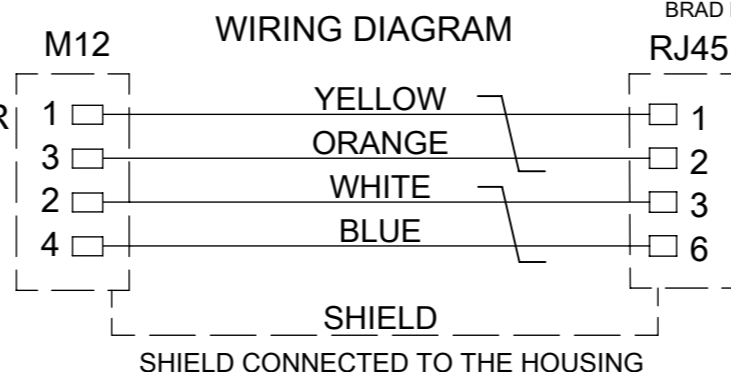 BRAD
WIRING DIAGRAM
M12
RJ45
R
1 YELLOW 1
3 ORANGE 2
2 WHITE 3
4 BLUE 6
SHIELD
SHIELD CONNECTED TO THE HOUSING